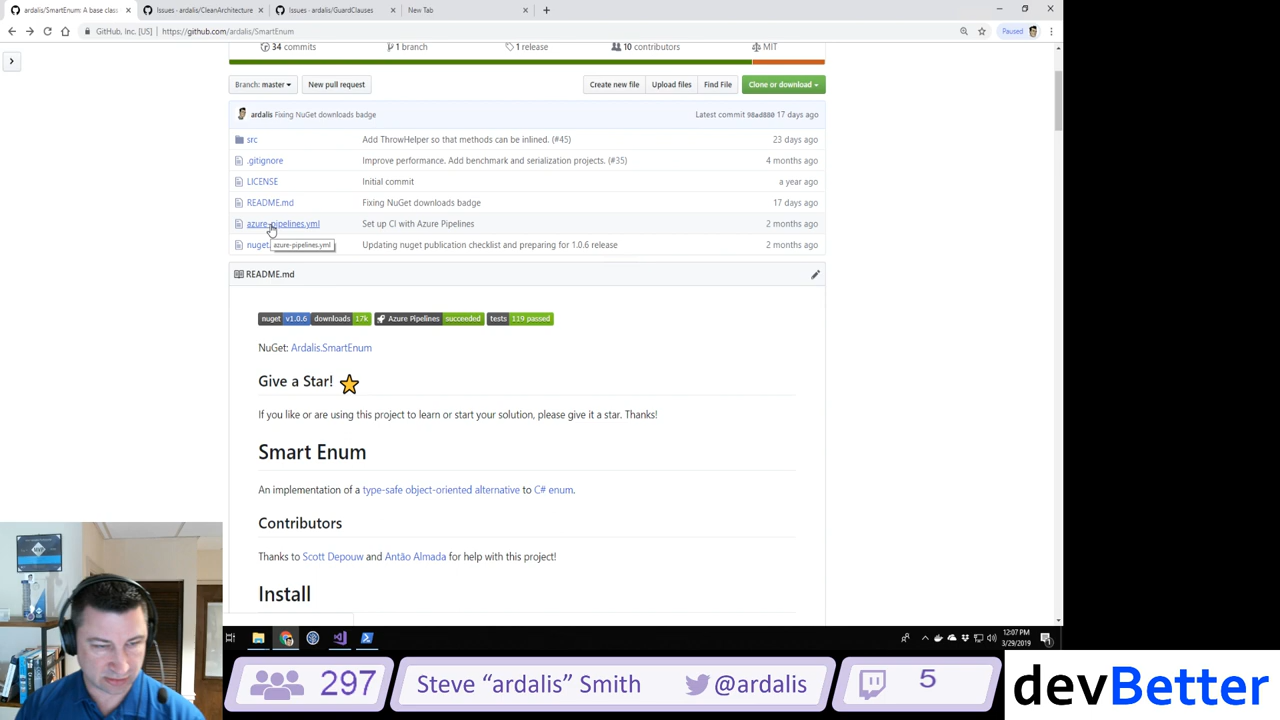 ardalis/SmartEnum: A base class
Issues · ardalis/CleanArchitecture
Issues · ardalis/GuardClauses
New Tab
GitHub, Inc. [US] https://github.com/ardalis/SmartEnum
Paused
34 commits
1 branch
1 release
10 contributors
MIT
Branch: master
New pull request
Create new file
Upload files
Find File
Clone or download
ardalis Fixing NuGet downloads badge
Latest commit 98ad880 17 days ago
src Add ThrowHelper so that methods can be inlined. (#45) 23 days ago
.gitignore Improve performance. Add benchmark and serialization projects. (#35) 4 months ago
LICENSE Initial commit a year ago
README.md Fixing NuGet downloads badge 17 days ago
azure-pipelines.yml Set up CI with Azure Pipelines 2 months ago
nuget. Updating nuget publication checklist and preparing for 1.0.6 release 2 months ago
azure-pipelines.yml
README.md
nuget v1.0.6 downloads 17k Azure Pipelines succeeded tests 119 passed
NuGet: Ardalis.SmartEnum
Give a Star!
If you like or are using this project to learn or start your solution, please give it a star. Thanks!
Smart Enum
An implementation of a type-safe object-oriented alternative to C# enum.
Contributors
Thanks to Scott Depouw and Antão Almada for help with this project!
Install
12:07 PM
3/29/2019
297
Steve “ardalis” Smith
@ardalis
5
devBetter